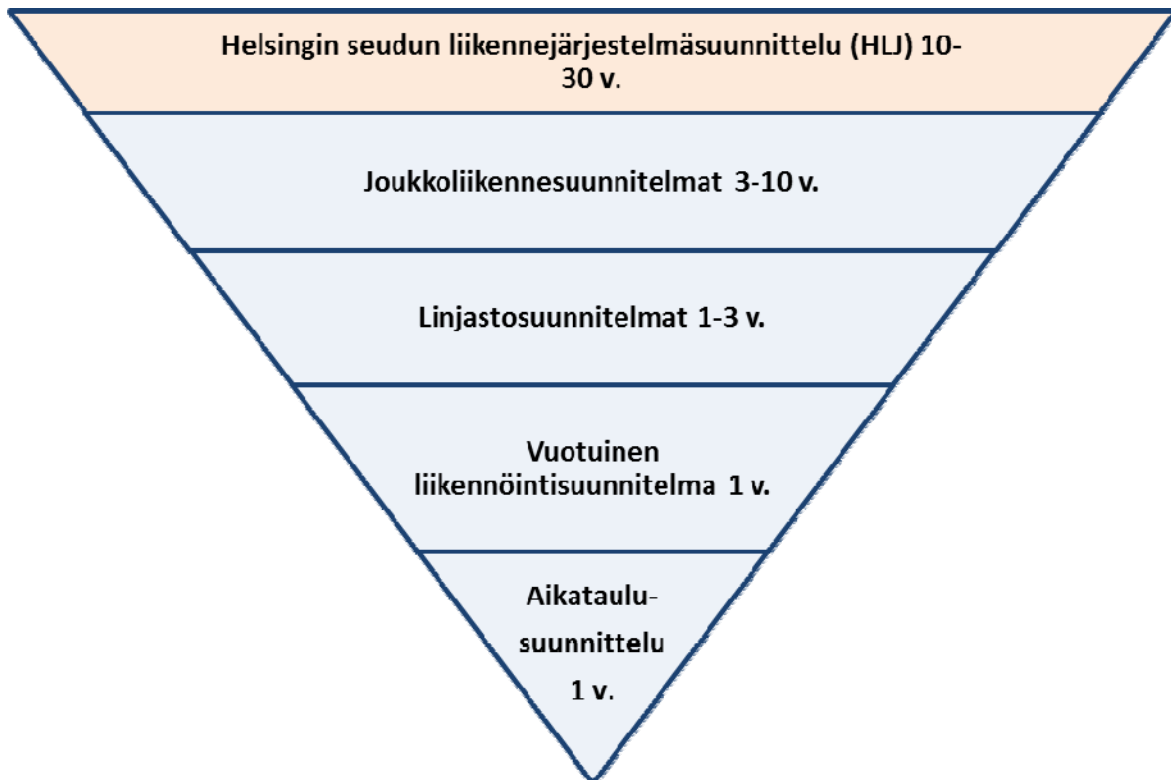 Helsingin seudun liikennejärjestelmäsuunnittelu (HLJ) 10-
30 v.
Joukkoliikennesuunnitelmat 3-10 v.
Linjastosuunnitelmat 1-3 v.
Vuotuinen
liikennöintisuunnitelma 1 v.
Aikataulu-
suunnittelu
1 v.